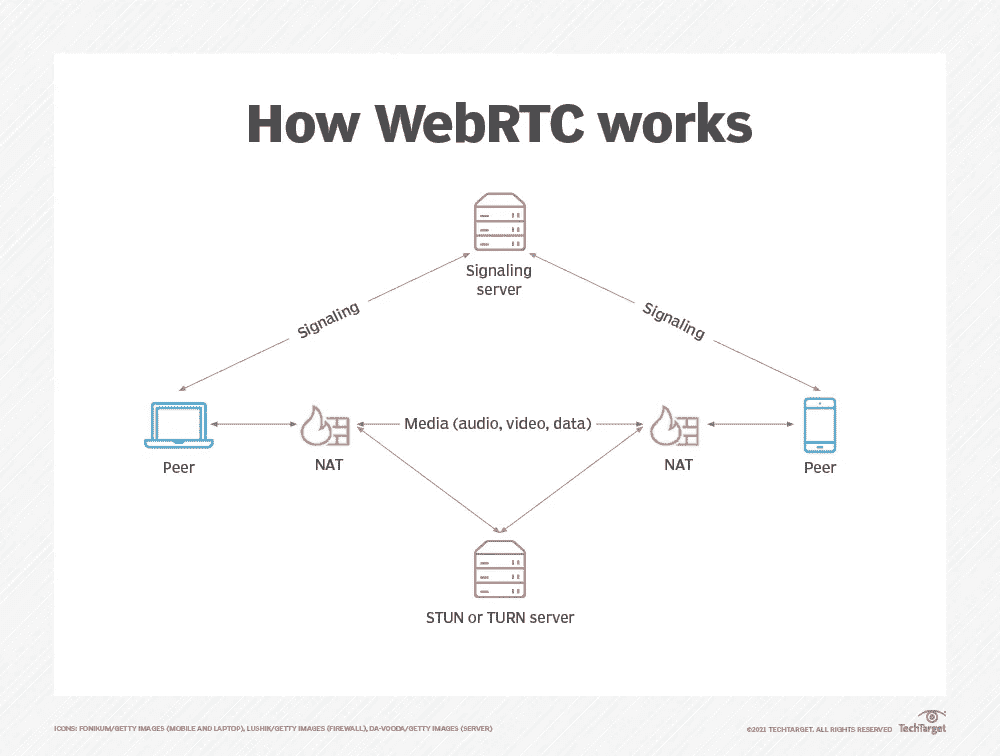 How WebRTC works
Signaling
server
Signaling
Signaling
Media (audio, video, data)
Peer
NAT
NAT
Peer
STUN or TURN server
ICONS: FONIKUM/GETTY IMAGES (MOBILE AND LAPTOP), LUSHIK/GETTY IMAGES (FIREWALL), DA-VOODA/GETTY IMAGES (SERVER)
©2021 TECHTARGET. ALL RIGHTS RESERVED
TechTarget